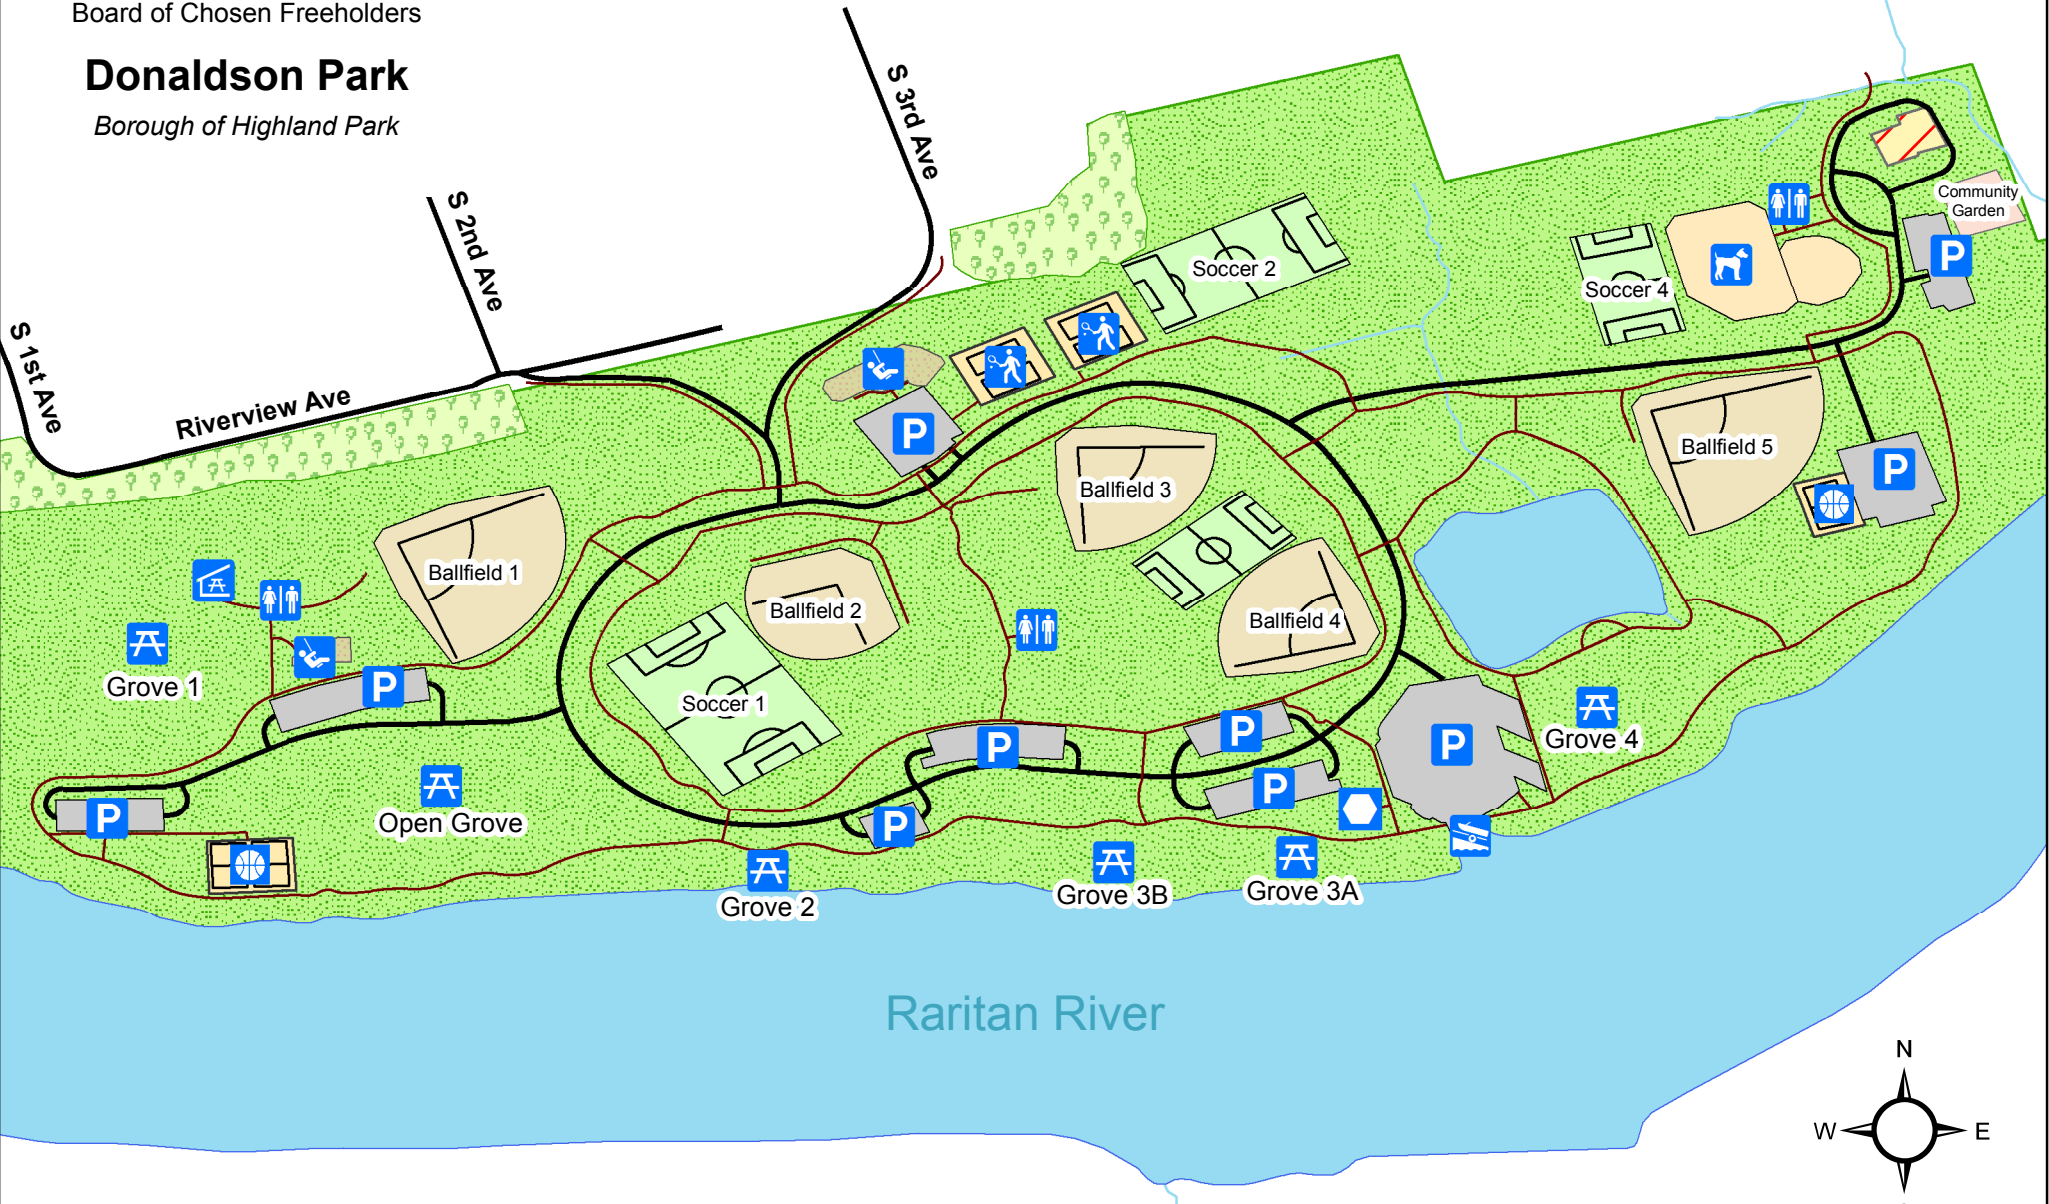 Board of Chosen Freeholders
Donaldson Park
Borough of Highland Park
S 3rd Ave
S 2nd Ave
S 1st Ave
Riverview Ave
Community
Garden
Soccer 2
Soccer 4
P
P
Ballfield 5
P
Ballfield 3
Ballfield 1
Ballfield 2
Ballfield 4
Grove 1
P
Soccer 1
P
P
P
Grove 4
P
P
P
Open Grove
P
Grove 2
Grove 3B
Grove 3A
Raritan River
N
W
E